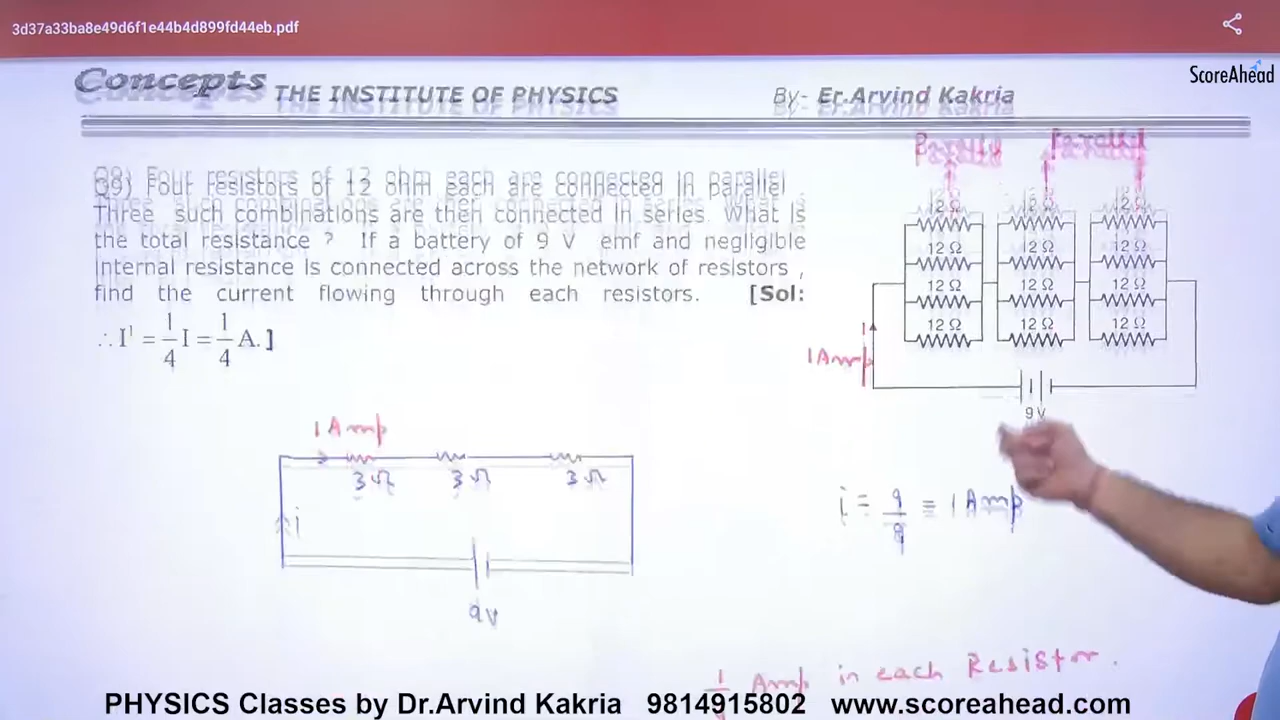 3d37a33ba8e49d6f1e44b4d899fd44eb.pdf
ScoreAhead
Concepts THE INSTITUTE OF PHYSICS By- Er.Arvind Kakria
Q9) Four resistors of 12 ohm each are connected in parallel .
Three such combinations are then connected in series. What is
the total resistance ? If a battery of 9 V emf and negligible
internal resistance is connected across the network of resistors ,
find the current flowing through each resistors. [Sol:
∴ I' = 1/4 I = 1/4 A. ]
Parallel
12 Ω 12 Ω 12 Ω
12 Ω 12 Ω 12 Ω
12 Ω 12 Ω 12 Ω
12 Ω 12 Ω 12 Ω
I
1 Amp
9 V
1 Amp
3 Ω 3 Ω 3 Ω
i
9V
i = 9/9 = 1 Amp
Amp in each Resistor.
PHYSICS Classes by Dr.Arvind Kakria 9814915802 www.scoreahead.com